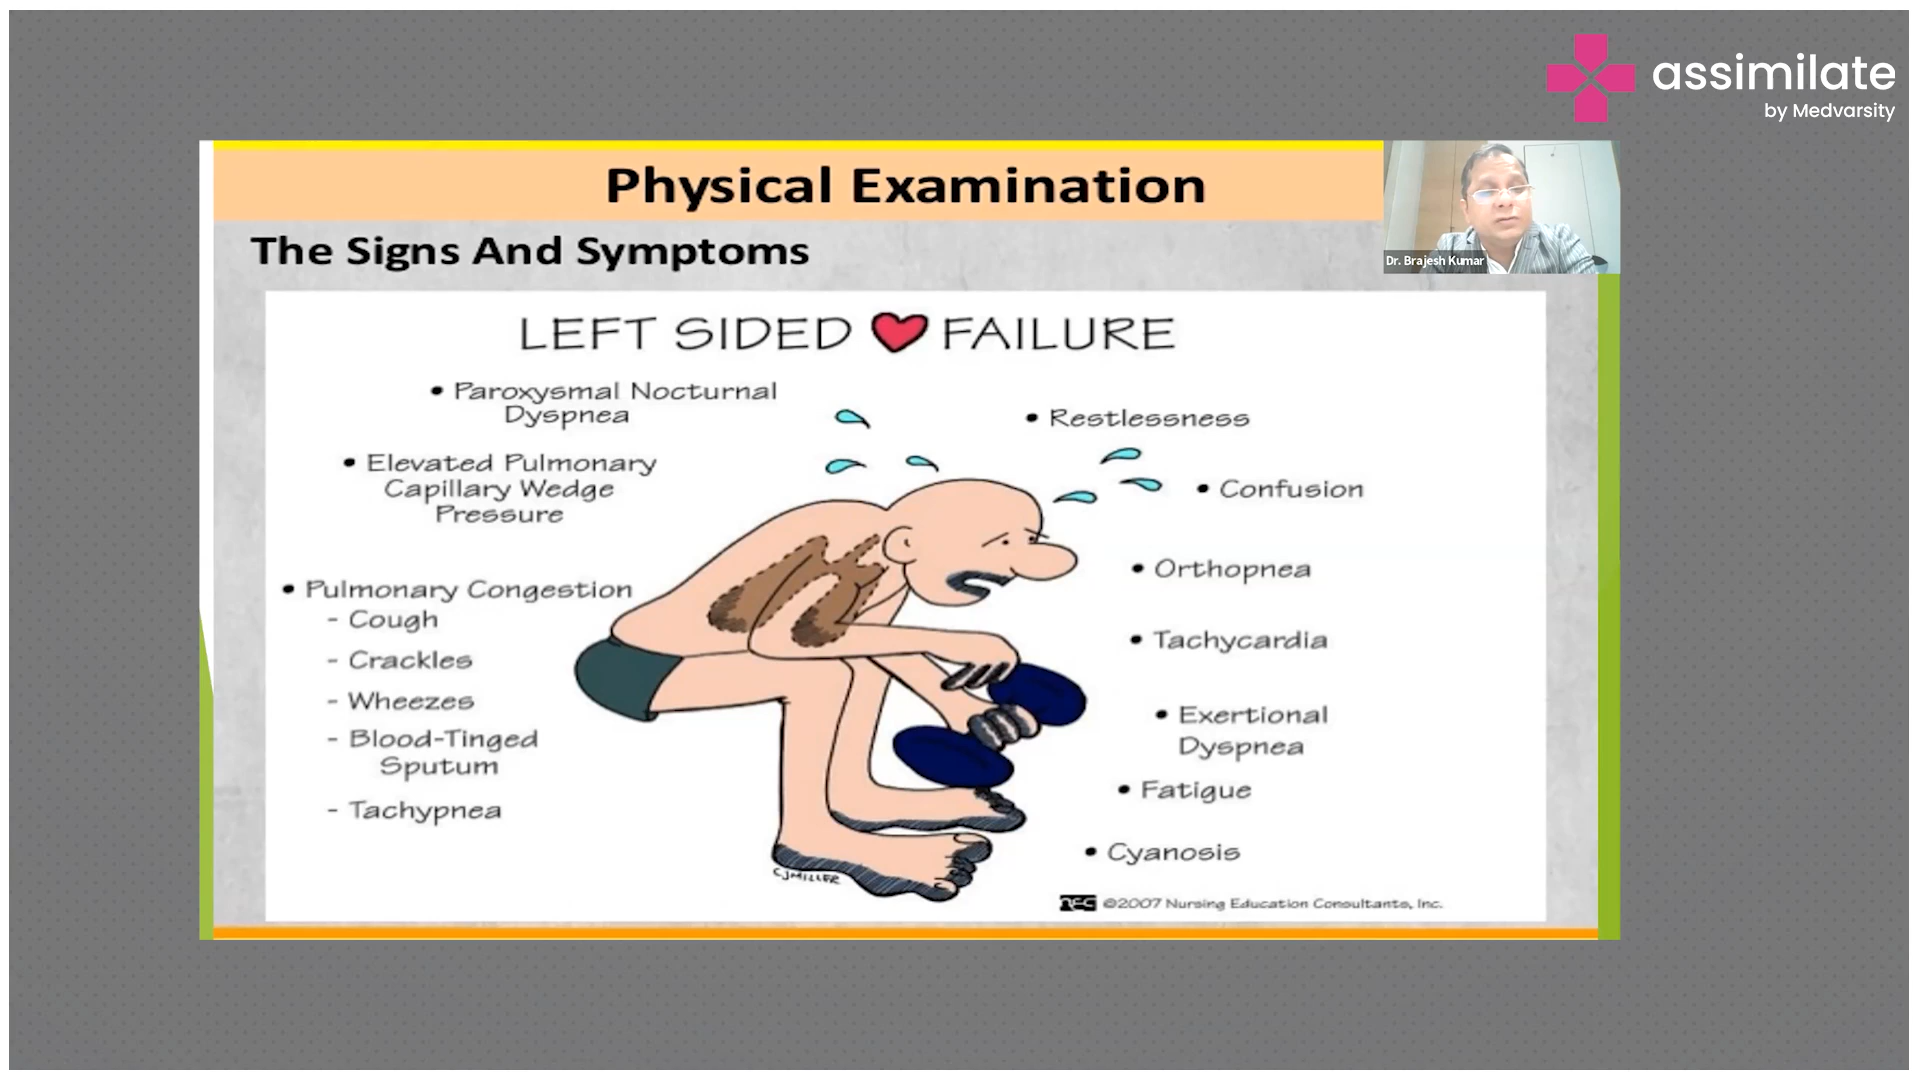 assimilate
by Medvarsity
Physical Examination
Dr. Brajesh Kumar
The Signs And Symptoms
LEFT SIDED FAILURE
• Paroxysmal Nocturnal
Dyspnea
• Elevated Pulmonary
Capillary Wedge
Pressure
• Pulmonary Congestion
- Cough
- Crackles
- Wheezes
- Blood-Tinged
Sputum
- Tachypnea
• Restlessness
• Confusion
• Orthopnea
• Tachycardia
• Exertional
Dyspnea
• Fatigue
• Cyanosis
CJMILLER
nec ©2007 Nursing Education Consultants, Inc.